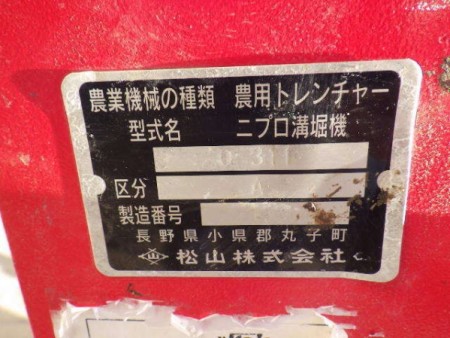 農業機械の種類 農用トレンチャー
型式名 ニプロ溝堀機
区分 A
製造番号
長野県小県郡丸子町
松山株式会社